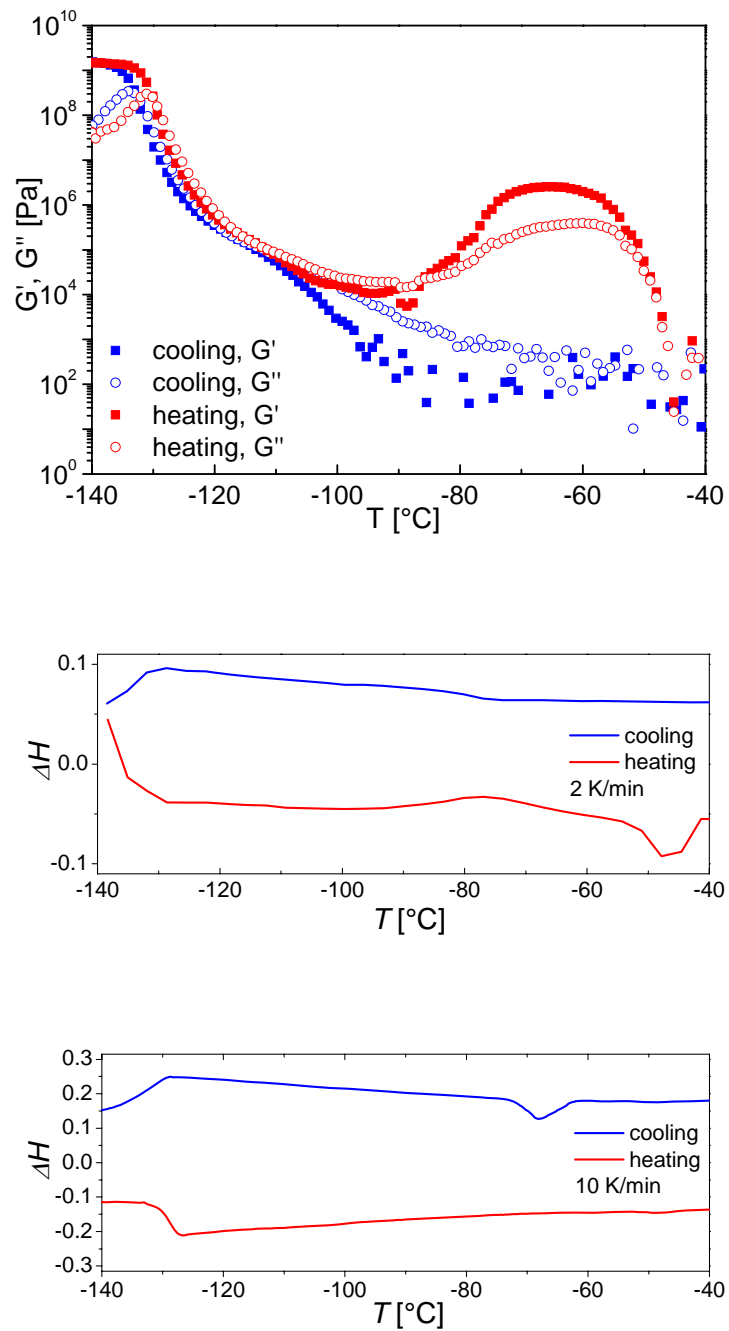 10^10
10^8
10^6
10^4
10^2
10^0
G', G'' [Pa]
cooling, G'
cooling, G''
heating, G'
heating, G''
-140 -120 -100 -80 -60 -40
T [°C]
0.1
0.0
-0.1
ΔH
cooling
heating
2 K/min
-140 -120 -100 -80 -60 -40
T [°C]
0.3
0.2
0.1
0.0
-0.1
-0.2
-0.3
ΔH
cooling
heating
10 K/min
-140 -120 -100 -80 -60 -40
T [°C]